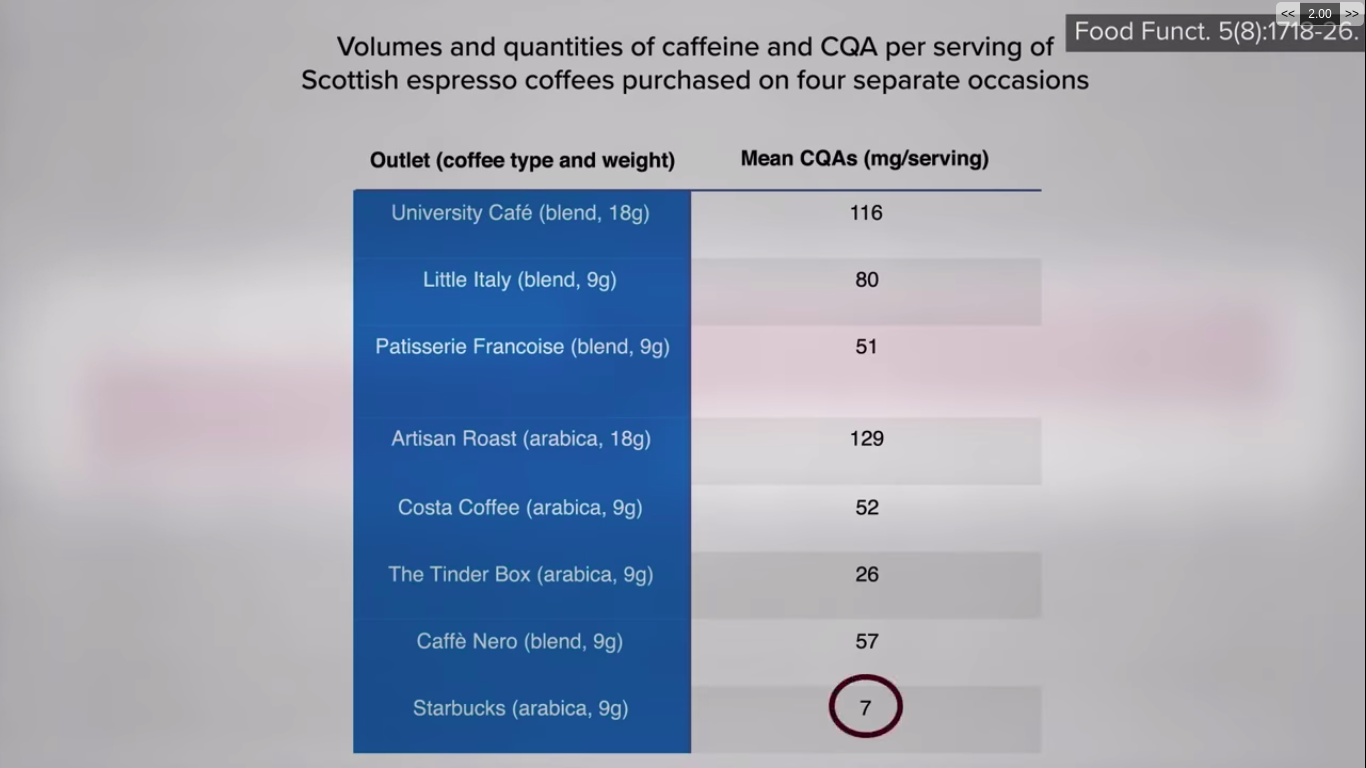 << 2.00 >>
Food Funct. 5(8):1718-26.
Volumes and quantities of caffeine and CQA per serving of
Scottish espresso coffees purchased on four separate occasions
Outlet (coffee type and weight) Mean CQAs (mg/serving)
University Café (blend, 18g) 116
Little Italy (blend, 9g) 80
Patisserie Francoise (blend, 9g) 51
Artisan Roast (arabica, 18g) 129
Costa Coffee (arabica, 9g) 52
The Tinder Box (arabica, 9g) 26
Caffè Nero (blend, 9g) 57
Starbucks (arabica, 9g) 7